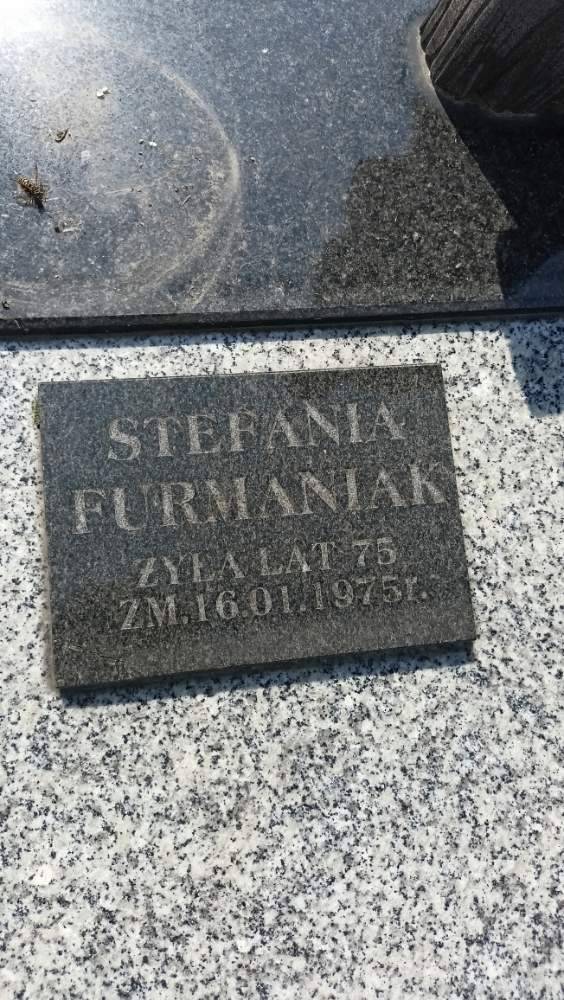 STEFANIA
FURMANIAK
ŻYŁA LAT 75
ZM.16.01.1975r.